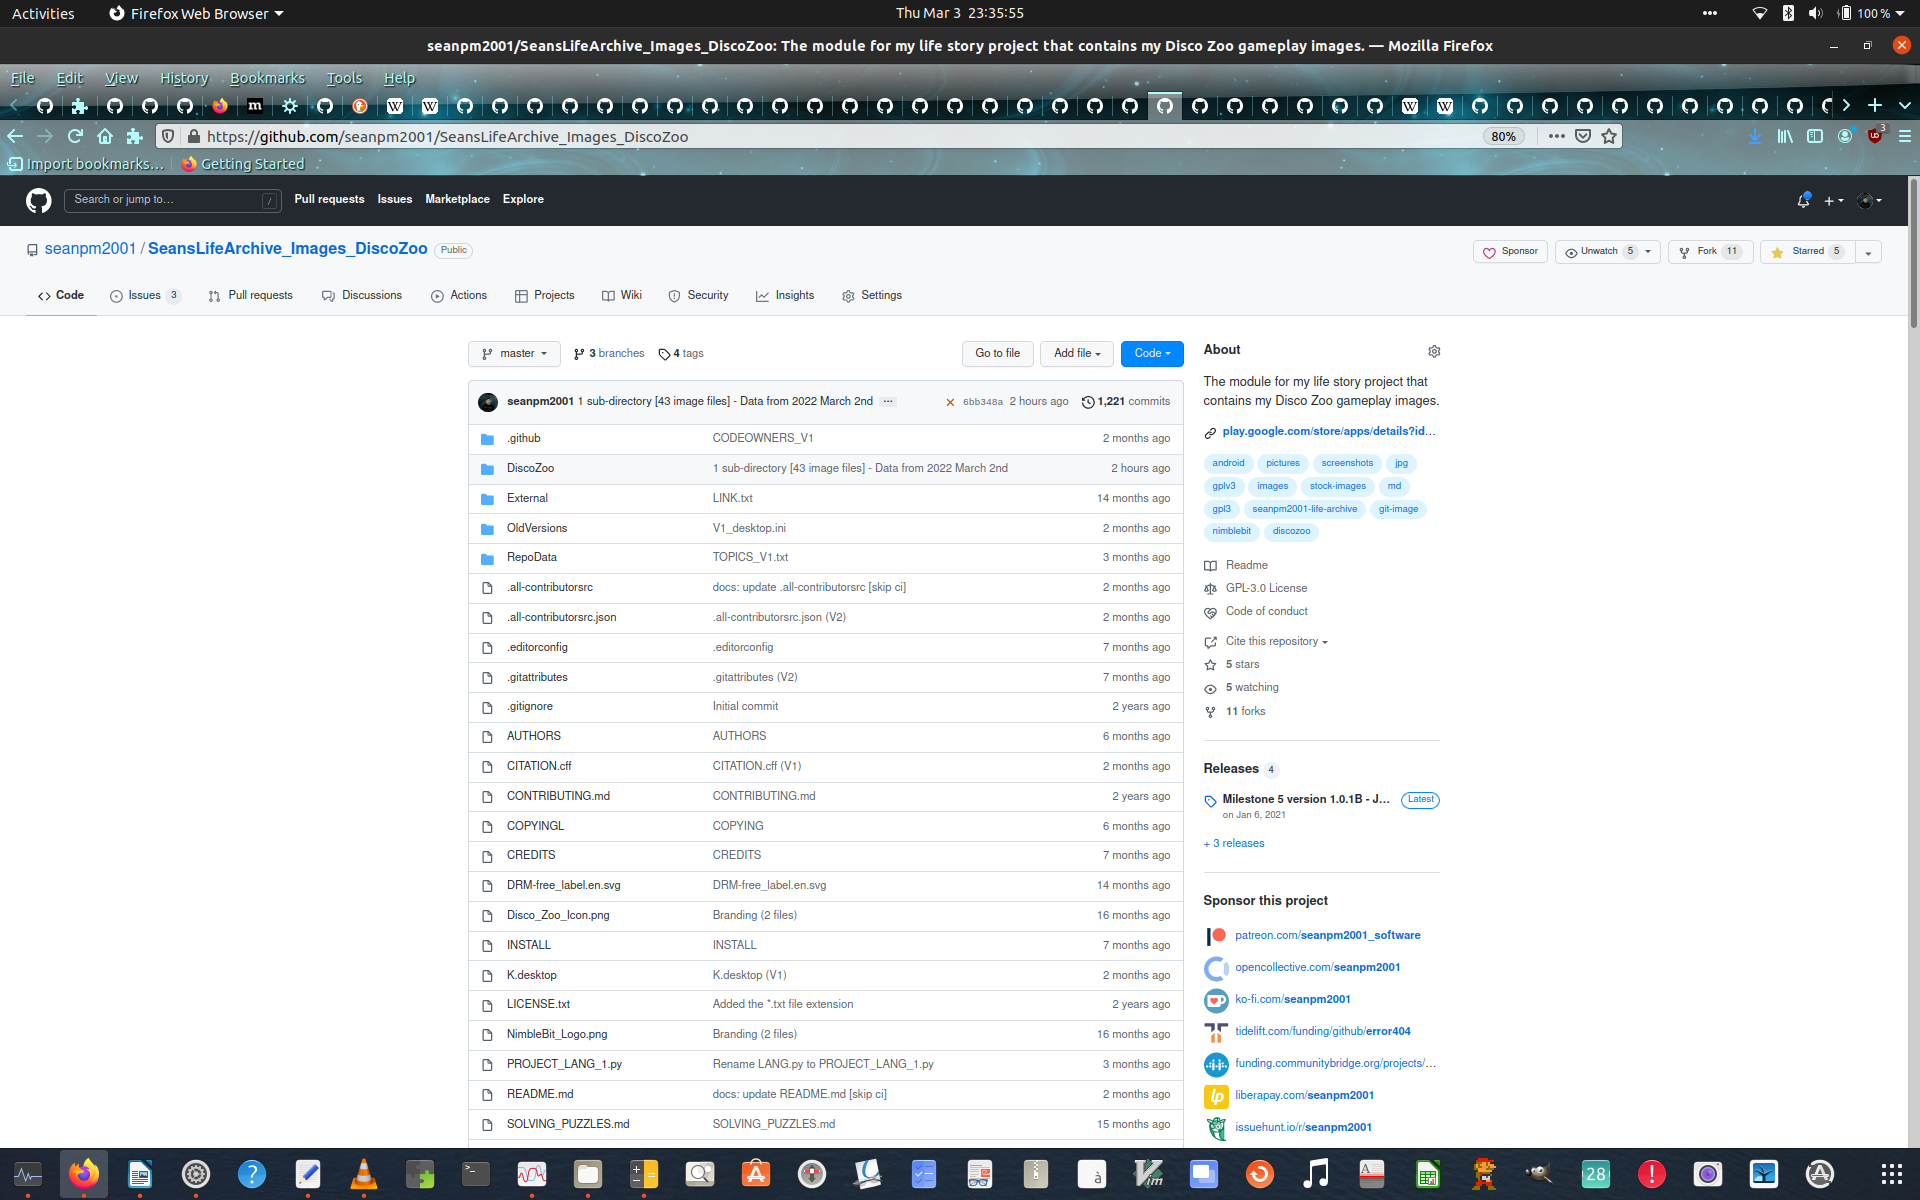 Activities Firefox Web Browser Thu Mar 3 23:35:55 100 %
seanpm2001/SeansLifeArchive_Images_DiscoZoo: The module for my life story project that contains my Disco Zoo gameplay images. — Mozilla Firefox
File Edit View History Bookmarks Tools Help
https://github.com/seanpm2001/SeansLifeArchive_Images_DiscoZoo 80% 3
Import bookmarks… Getting Started
Search or jump to… / Pull requests Issues Marketplace Explore
seanpm2001 / SeansLifeArchive_Images_DiscoZoo Public Sponsor Unwatch 5 Fork 11 Starred 5
Code Issues 3 Pull requests Discussions Actions Projects Wiki Security Insights Settings
master 3 branches 4 tags Go to file Add file Code
seanpm2001 1 sub-directory [43 image files] - Data from 2022 March 2nd ... 6bb348a 2 hours ago 1,221 commits
.github CODEOWNERS_V1 2 months ago
DiscoZoo 1 sub-directory [43 image files] - Data from 2022 March 2nd 2 hours ago
External LINK.txt 14 months ago
OldVersions V1_desktop.ini 2 months ago
RepoData TOPICS_V1.txt 3 months ago
.all-contributorsrc docs: update .all-contributorsrc [skip ci] 2 months ago
.all-contributorsrc.json .all-contributorsrc.json (V2) 2 months ago
.editorconfig .editorconfig 7 months ago
.gitattributes .gitattributes (V2) 7 months ago
.gitignore Initial commit 2 years ago
AUTHORS AUTHORS 6 months ago
CITATION.cff CITATION.cff (V1) 2 months ago
CONTRIBUTING.md CONTRIBUTING.md 2 years ago
COPYINGL COPYING 6 months ago
CREDITS CREDITS 7 months ago
DRM-free_label.en.svg DRM-free_label.en.svg 14 months ago
Disco_Zoo_Icon.png Branding (2 files) 16 months ago
INSTALL INSTALL 7 months ago
K.desktop K.desktop (V1) 2 months ago
LICENSE.txt Added the *.txt file extension 2 years ago
NimbleBit_Logo.png Branding (2 files) 16 months ago
PROJECT_LANG_1.py Rename LANG.py to PROJECT_LANG_1.py 3 months ago
README.md docs: update README.md [skip ci] 2 months ago
SOLVING_PUZZLES.md SOLVING_PUZZLES.md 15 months ago
About
The module for my life story project that
contains my Disco Zoo gameplay images.
play.google.com/store/apps/details?id...
android pictures screenshots jpg
gplv3 images stock-images md
gpl3 seanpm2001-life-archive git-image
nimblebit discozoo
Readme
GPL-3.0 License
Code of conduct
Cite this repository
5 stars
5 watching
11 forks
Releases 4
Milestone 5 version 1.0.1B - J... Latest
on Jan 6, 2021
+ 3 releases
Sponsor this project
patreon.com/seanpm2001_software
opencollective.com/seanpm2001
ko-fi.com/seanpm2001
tidelift.com/funding/github/error404
funding.communitybridge.org/projects/...
liberapay.com/seanpm2001
issuehunt.io/r/seanpm2001
28